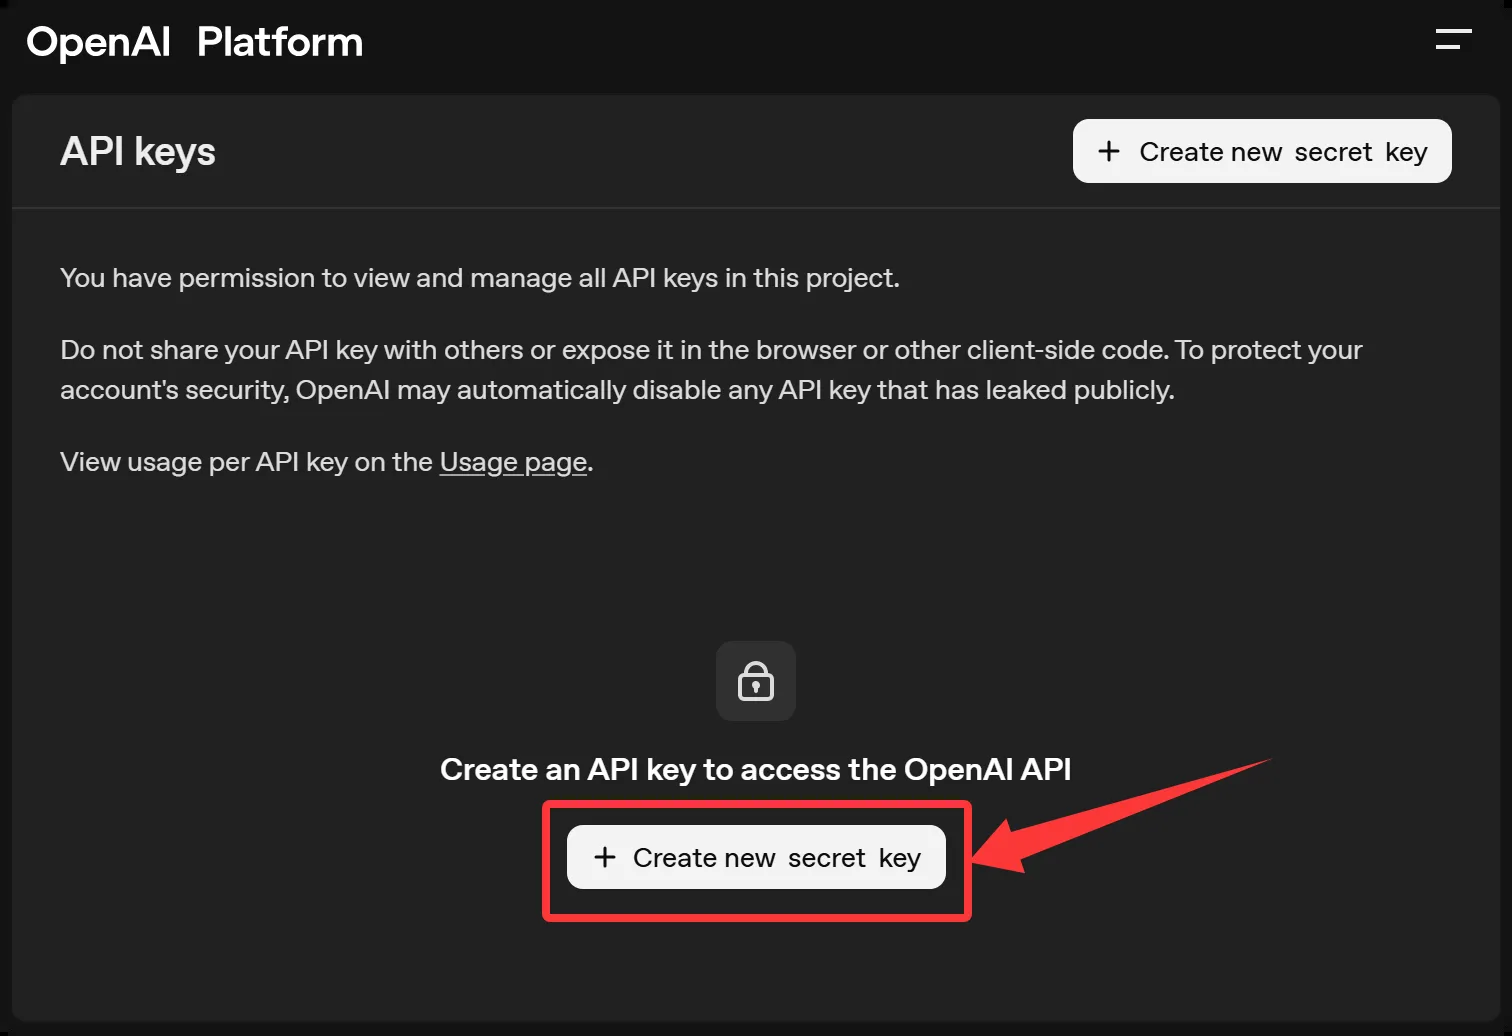 OpenAI Platform
API keys
+ Create new secret key
You have permission to view and manage all API keys in this project.
Do not share your API key with others or expose it in the browser or other client-side code. To protect your
account's security, OpenAI may automatically disable any API key that has leaked publicly.
View usage per API key on the Usage page.
Create an API key to access the OpenAI API
+ Create new secret key